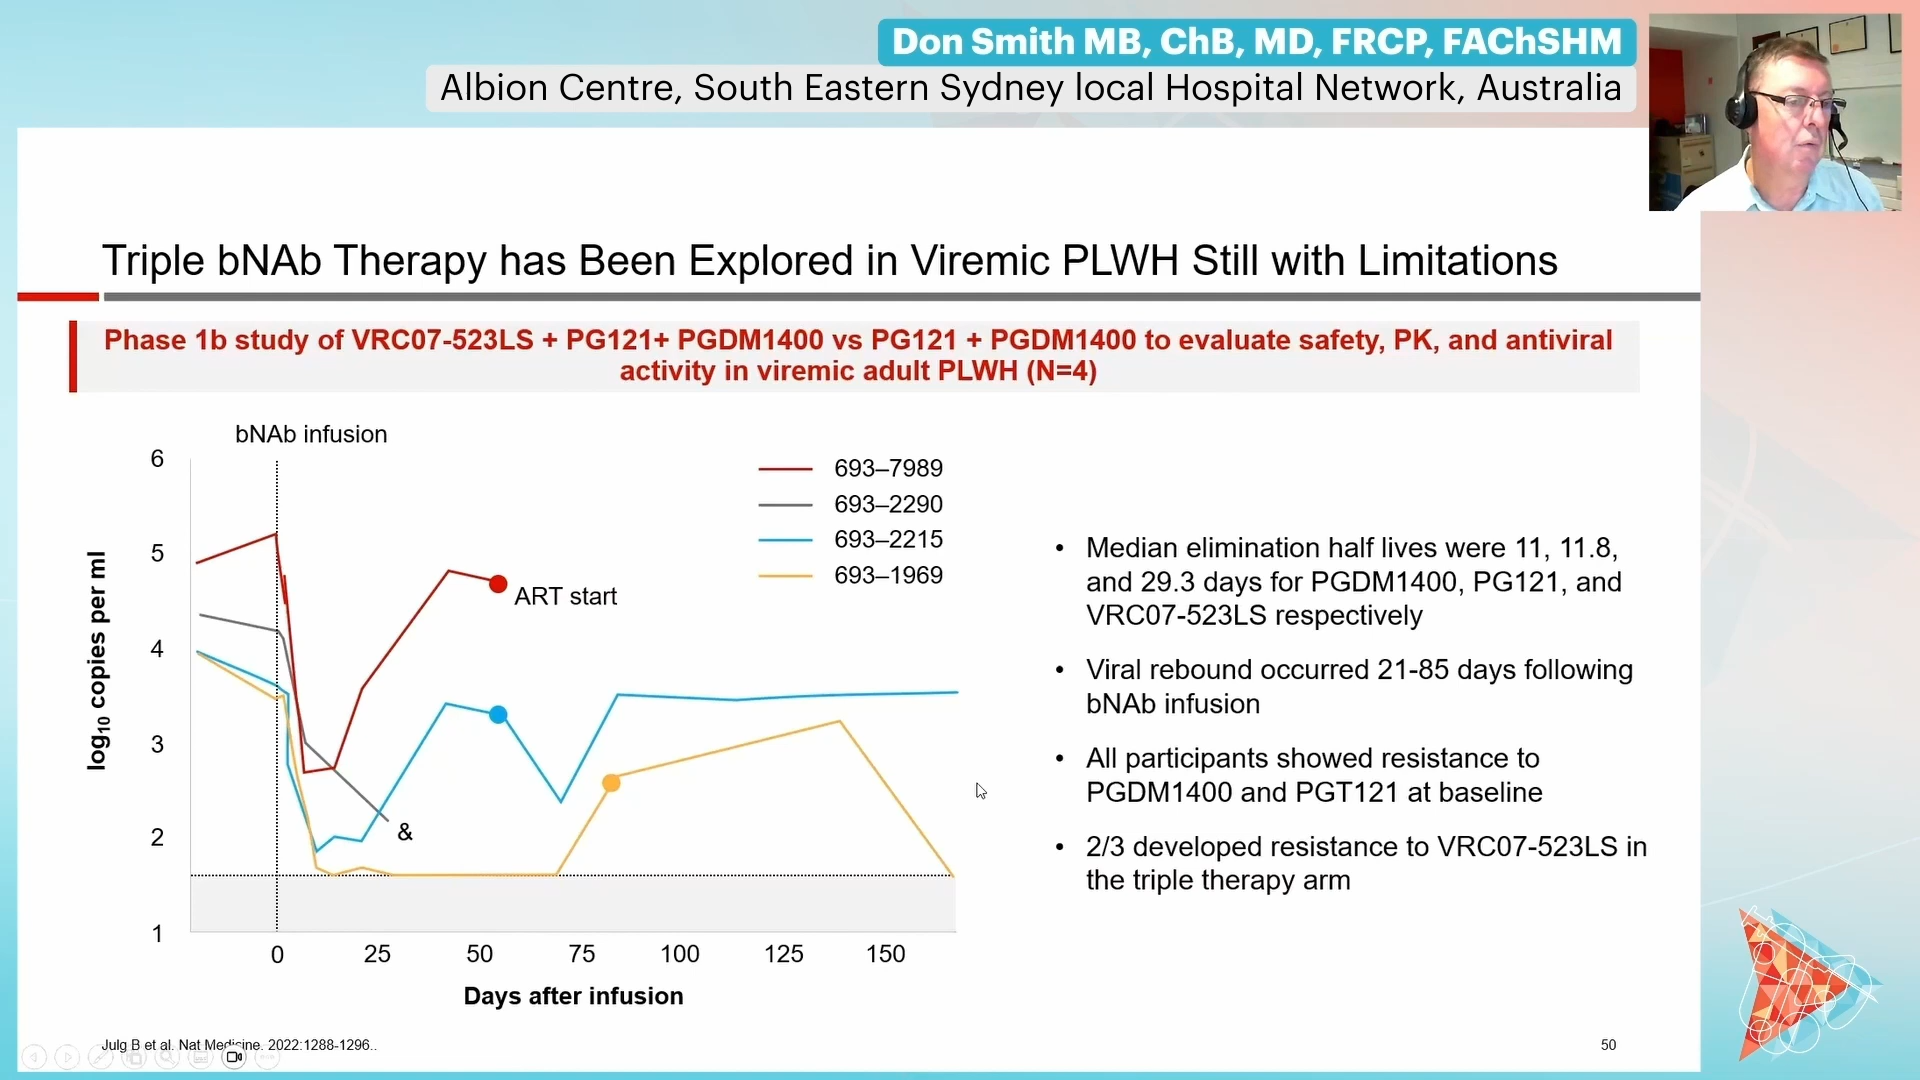 Don Smith MB, ChB, MD, FRCP, FAChSHM
Albion Centre, South Eastern Sydney local Hospital Network, Australia
Triple bNAb Therapy has Been Explored in Viremic PLWH Still with Limitations
Phase 1b study of VRC07-523LS + PG121+ PGDM1400 vs PG121 + PGDM1400 to evaluate safety, PK, and antiviral
activity in viremic adult PLWH (N=4)
bNAb infusion
6
5
4
3
2
1
log10 copies per ml
693–7989
693–2290
693–2215
693–1969
ART start
&
0 25 50 75 100 125 150
Days after infusion
• Median elimination half lives were 11, 11.8,
and 29.3 days for PGDM1400, PG121, and
VRC07-523LS respectively
• Viral rebound occurred 21-85 days following
bNAb infusion
• All participants showed resistance to
PGDM1400 and PGT121 at baseline
• 2/3 developed resistance to VRC07-523LS in
the triple therapy arm
Julg B et al. Nat Medicine. 2022:1288-1296..
50